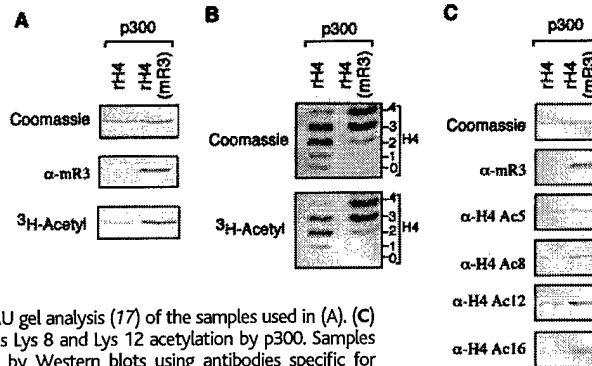 A
p300
rH4
rH4
(mR3)
Coomassie
α-mR3
³H-Acetyl
B
p300
rH4
rH4
(mR3)
Coomassie
4
3
2
1
0
H4
³H-Acetyl
4
3
2
1
0
H4
C
p300
rH4
rH4
(mR3)
Coomassie
α-mR3
α-H4 Ac5
α-H4 Ac8
α-H4 Ac12
α-H4 Ac16
AU gel analysis (17) of the samples used in (A). (C)
s Lys 8 and Lys 12 acetylation by p300. Samples
by Western blots using antibodies specific for